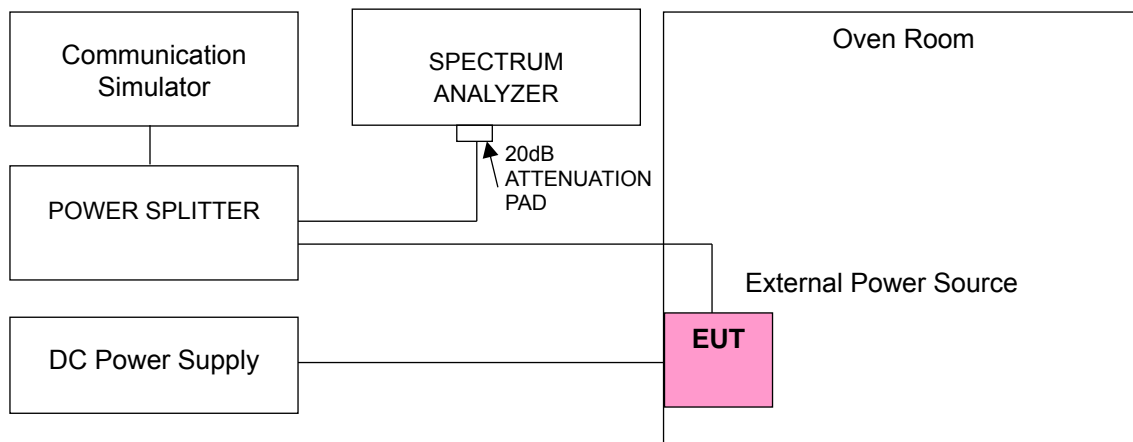 Communication
Simulator
SPECTRUM
ANALYZER
Oven Room
20dB
ATTENUATION
PAD
POWER SPLITTER
External Power Source
EUT
DC Power Supply